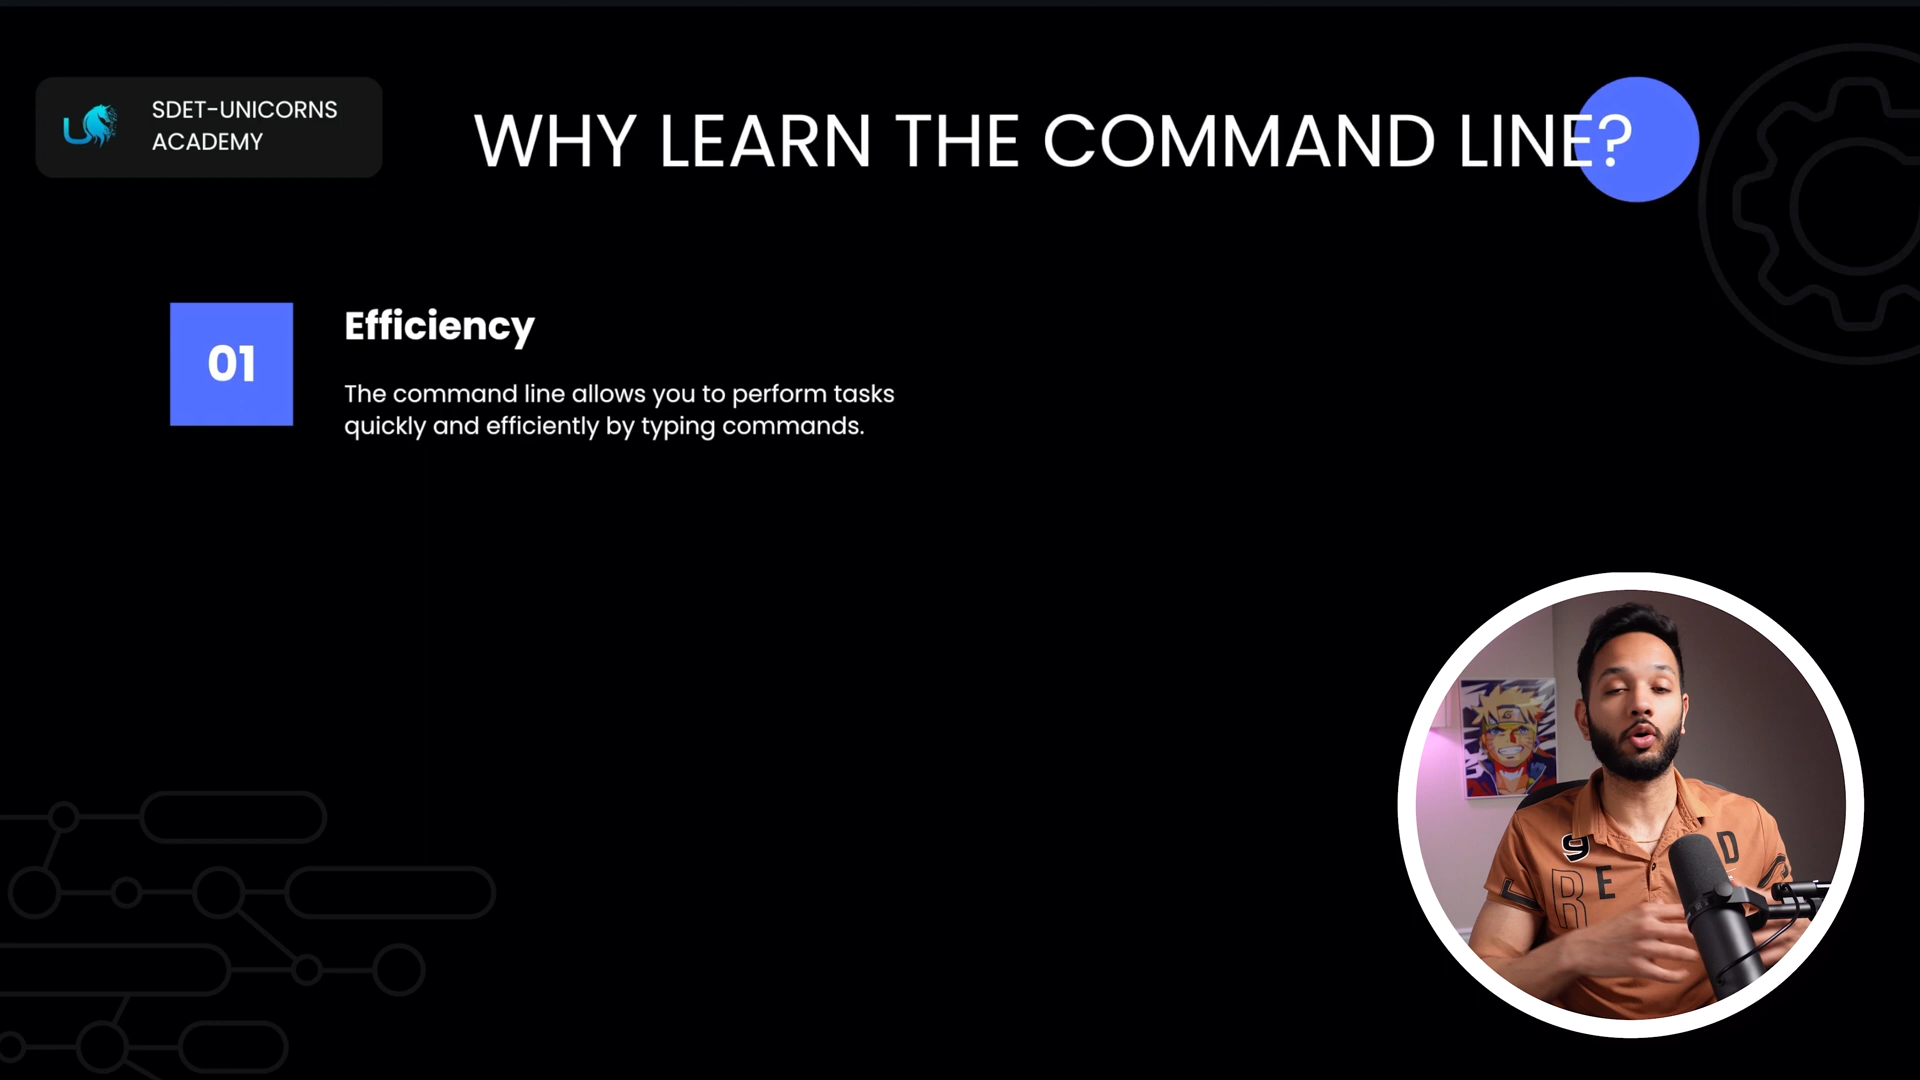 SDET-UNICORNS
ACADEMY
WHY LEARN THE COMMAND LINE?
01
Efficiency
The command line allows you to perform tasks
quickly and efficiently by typing commands.
9
D
R E